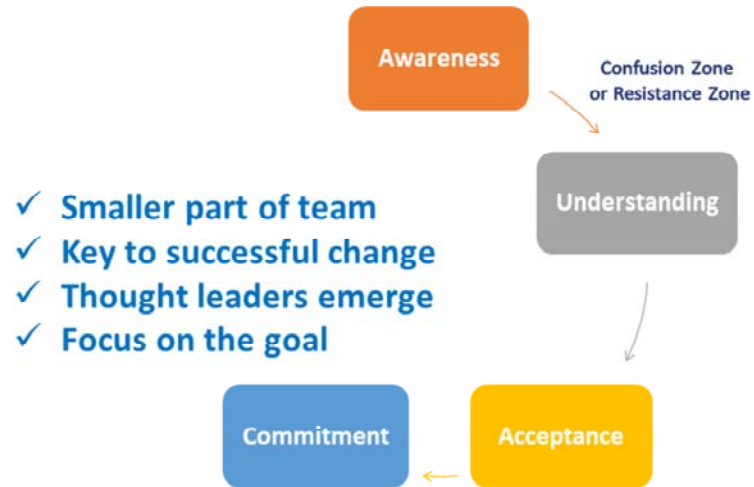 Awareness
Confusion Zone
or Resistance Zone
Understanding
✓ Smaller part of team
✓ Key to successful change
✓ Thought leaders emerge
✓ Focus on the goal
Commitment
Acceptance